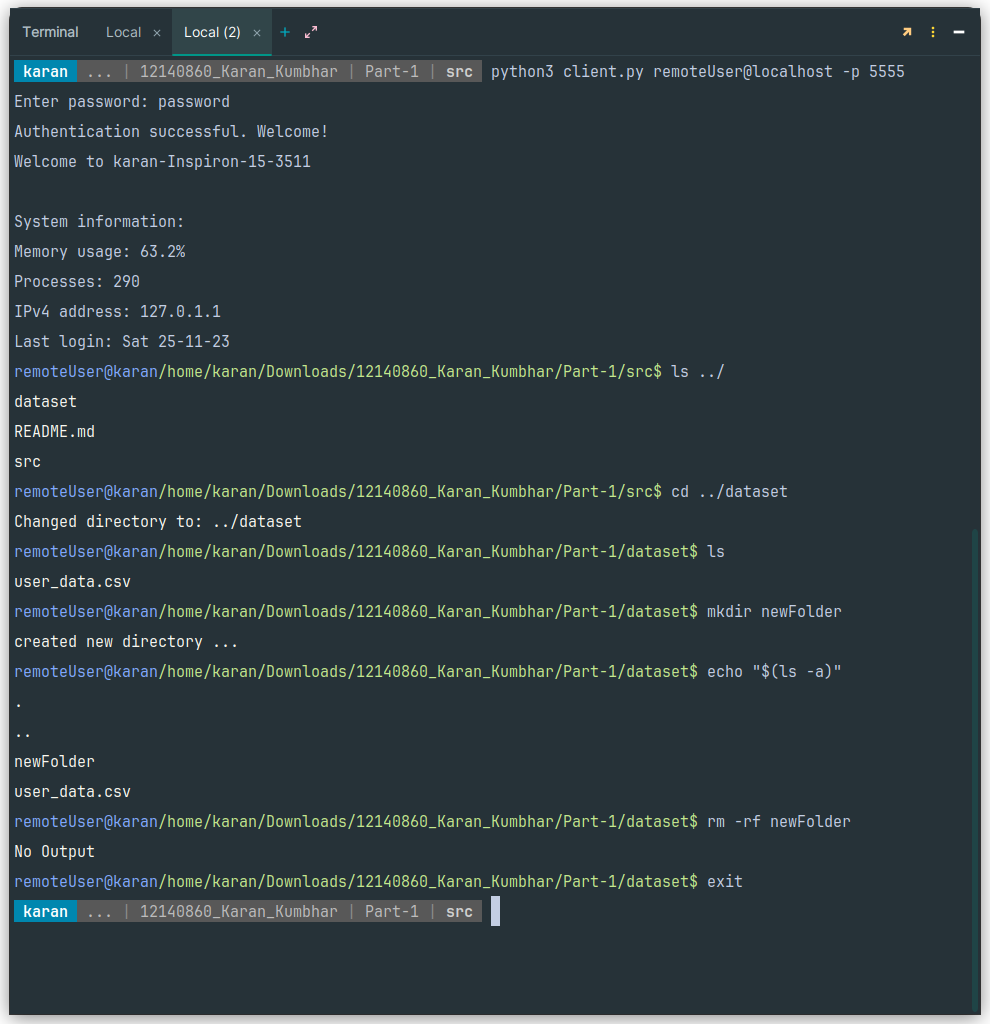 Terminal Local × Local (2) × +
karan ... | 12140860_Karan_Kumbhar | Part-1 | src python3 client.py remoteUser@localhost -p 5555
Enter password: password
Authentication successful. Welcome!
Welcome to karan-Inspiron-15-3511
System information:
Memory usage: 63.2%
Processes: 290
IPv4 address: 127.0.1.1
Last login: Sat 25-11-23
remoteUser@karan/home/karan/Downloads/12140860_Karan_Kumbhar/Part-1/src$ ls ../
dataset
README.md
src
remoteUser@karan/home/karan/Downloads/12140860_Karan_Kumbhar/Part-1/src$ cd ../dataset
Changed directory to: ../dataset
remoteUser@karan/home/karan/Downloads/12140860_Karan_Kumbhar/Part-1/dataset$ ls
user_data.csv
remoteUser@karan/home/karan/Downloads/12140860_Karan_Kumbhar/Part-1/dataset$ mkdir newFolder
created new directory ...
remoteUser@karan/home/karan/Downloads/12140860_Karan_Kumbhar/Part-1/dataset$ echo "$(ls -a)"
.
..
newFolder
user_data.csv
remoteUser@karan/home/karan/Downloads/12140860_Karan_Kumbhar/Part-1/dataset$ rm -rf newFolder
No Output
remoteUser@karan/home/karan/Downloads/12140860_Karan_Kumbhar/Part-1/dataset$ exit
karan ... | 12140860_Karan_Kumbhar | Part-1 | src